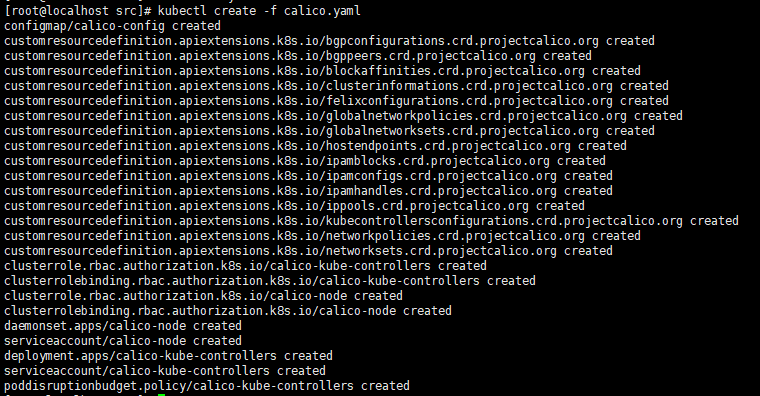 [root@localhost src]# kubectl create -f calico.yaml
configmap/calico-config created
customresourcedefinition.apiextensions.k8s.io/bgpconfigurations.crd.projectcalico.org created
customresourcedefinition.apiextensions.k8s.io/bgppeers.crd.projectcalico.org created
customresourcedefinition.apiextensions.k8s.io/blockaffinities.crd.projectcalico.org created
customresourcedefinition.apiextensions.k8s.io/clusterinformations.crd.projectcalico.org created
customresourcedefinition.apiextensions.k8s.io/felixconfigurations.crd.projectcalico.org created
customresourcedefinition.apiextensions.k8s.io/globalnetworkpolicies.crd.projectcalico.org created
customresourcedefinition.apiextensions.k8s.io/globalnetworksets.crd.projectcalico.org created
customresourcedefinition.apiextensions.k8s.io/hostendpoints.crd.projectcalico.org created
customresourcedefinition.apiextensions.k8s.io/ipamblocks.crd.projectcalico.org created
customresourcedefinition.apiextensions.k8s.io/ipamconfigs.crd.projectcalico.org created
customresourcedefinition.apiextensions.k8s.io/ipamhandles.crd.projectcalico.org created
customresourcedefinition.apiextensions.k8s.io/ippools.crd.projectcalico.org created
customresourcedefinition.apiextensions.k8s.io/kubecontrollersconfigurations.crd.projectcalico.org created
customresourcedefinition.apiextensions.k8s.io/networkpolicies.crd.projectcalico.org created
customresourcedefinition.apiextensions.k8s.io/networksets.crd.projectcalico.org created
clusterrole.rbac.authorization.k8s.io/calico-kube-controllers created
clusterrolebinding.rbac.authorization.k8s.io/calico-kube-controllers created
clusterrole.rbac.authorization.k8s.io/calico-node created
clusterrolebinding.rbac.authorization.k8s.io/calico-node created
daemonset.apps/calico-node created
serviceaccount/calico-node created
deployment.apps/calico-kube-controllers created
serviceaccount/calico-kube-controllers created
poddisruptionbudget.policy/calico-kube-controllers created